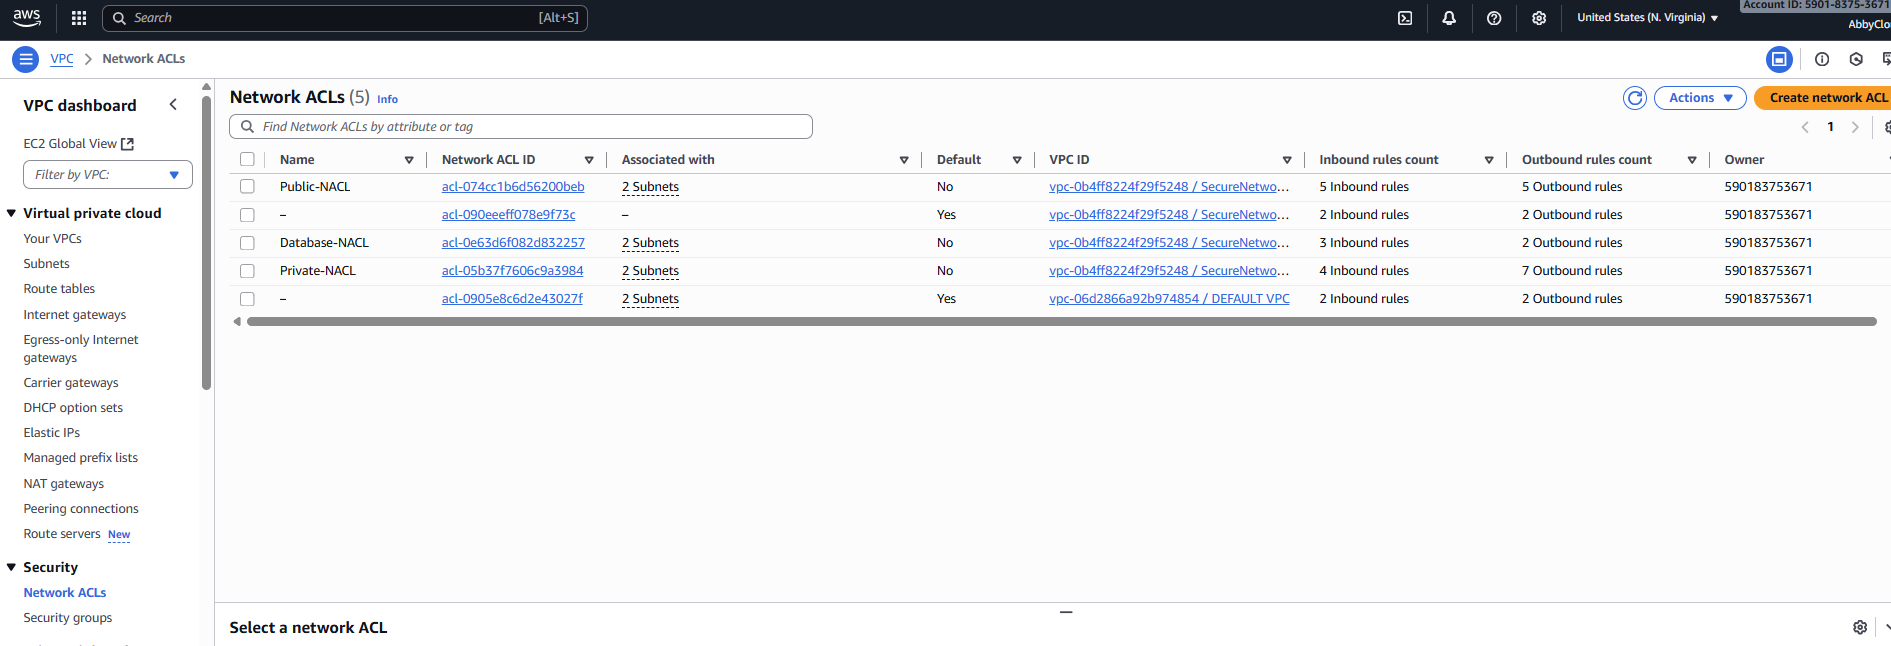 aws
Search [Alt+S]
United States (N. Virginia)
Account ID: 5901-8375-3671
AbbyClo
VPC > Network ACLs
VPC dashboard
EC2 Global View
Filter by VPC:
Virtual private cloud
Your VPCs
Subnets
Route tables
Internet gateways
Egress-only Internet
gateways
Carrier gateways
DHCP option sets
Elastic IPs
Managed prefix lists
NAT gateways
Peering connections
Route servers New
Security
Network ACLs
Security groups
Network ACLs (5) Info
Actions
Create network ACL
Find Network ACLs by attribute or tag
1
Name Network ACL ID Associated with Default VPC ID Inbound rules count Outbound rules count Owner
Public-NACL acl-074cc1b6d56200beb 2 Subnets No vpc-0b4ff8224f29f5248 / SecureNetwo... 5 Inbound rules 5 Outbound rules 590183753671
– acl-090eeeff078e9f73c – Yes vpc-0b4ff8224f29f5248 / SecureNetwo... 2 Inbound rules 2 Outbound rules 590183753671
Database-NACL acl-0e63d6f082d832257 2 Subnets No vpc-0b4ff8224f29f5248 / SecureNetwo... 3 Inbound rules 2 Outbound rules 590183753671
Private-NACL acl-05b37f7606c9a3984 2 Subnets No vpc-0b4ff8224f29f5248 / SecureNetwo... 4 Inbound rules 7 Outbound rules 590183753671
– acl-0905e8c6d2e43027f 2 Subnets Yes vpc-06d2866a92b974854 / DEFAULT VPC 2 Inbound rules 2 Outbound rules 590183753671
Select a network ACL